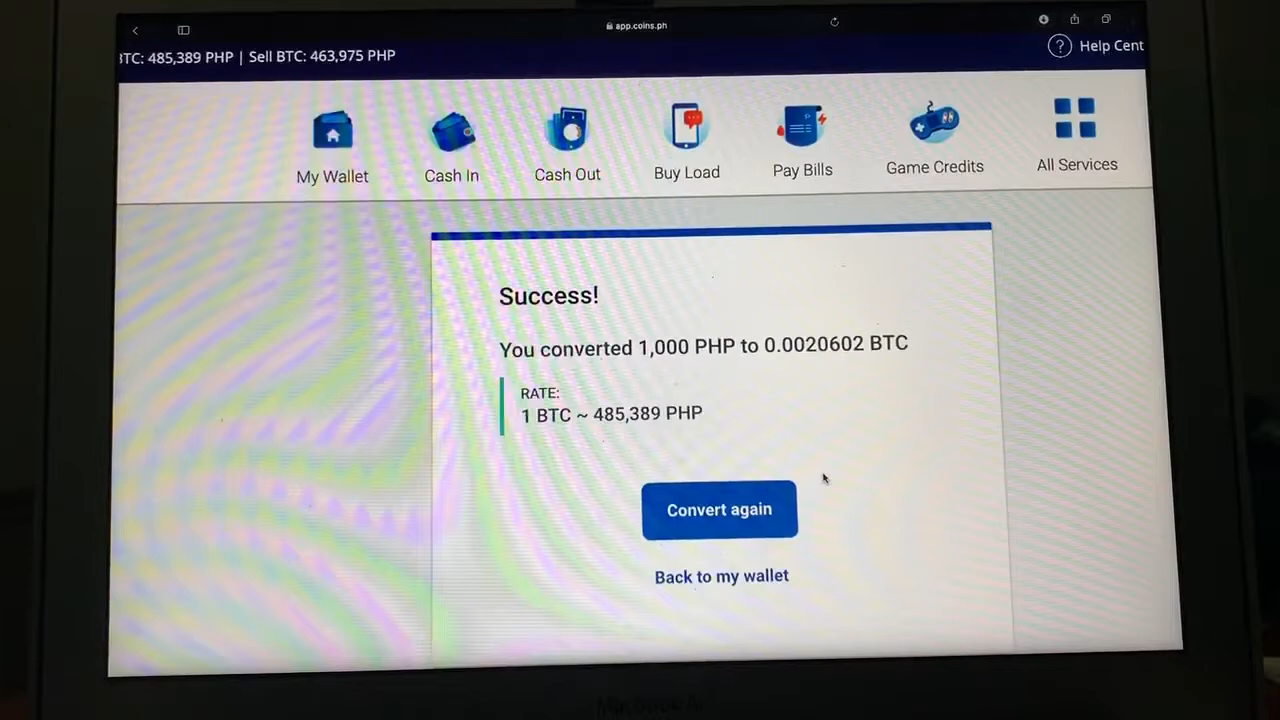 app.coins.ph
TC: 485,389 PHP | Sell BTC: 463,975 PHP
? Help Cent
My Wallet
Cash In
Cash Out
Buy Load
Pay Bills
Game Credits
All Services
Success!
You converted 1,000 PHP to 0.0020602 BTC
RATE:
1 BTC ~ 485,389 PHP
Convert again
Back to my wallet